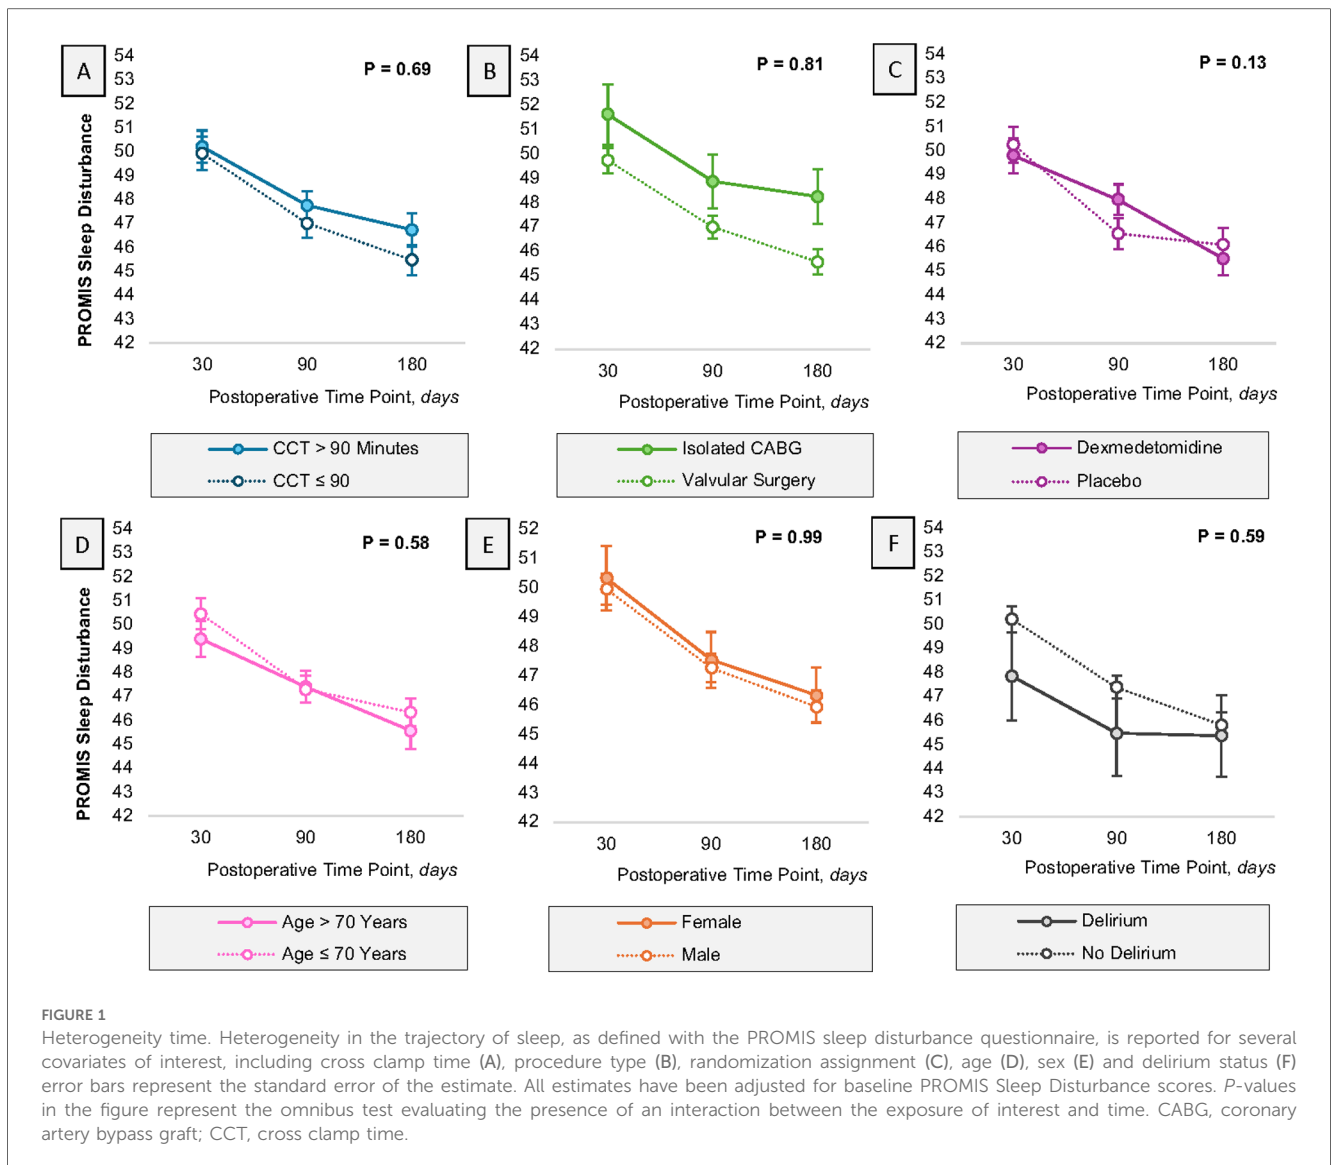 A
P = 0.69
PROMIS Sleep Disturbance
54
53
52
51
50
49
48
47
46
45
44
43
42
30 90 180
Postoperative Time Point, days
CCT > 90 Minutes
CCT ≤ 90
B
P = 0.81
54
53
52
51
50
49
48
47
46
45
44
43
42
30 90 180
Postoperative Time Point, days
Isolated CABG
Valvular Surgery
C
P = 0.13
54
53
52
51
50
49
48
47
46
45
44
43
42
30 90 180
Postoperative Time Point, days
Dexmedetomidine
Placebo
D
P = 0.58
PROMIS Sleep Disturbance
54
53
52
51
50
49
48
47
46
45
44
43
42
30 90 180
Postoperative Time Point, days
Age > 70 Years
Age ≤ 70 Years
E
P = 0.99
52
51
50
49
48
47
46
45
44
43
42
30 90 180
Postoperative Time Point, days
Female
Male
F
P = 0.59
54
53
52
51
50
49
48
47
46
45
44
43
42
30 90 180
Postoperative Time Point, days
Delirium
No Delirium
FIGURE 1
Heterogeneity time. Heterogeneity in the trajectory of sleep, as defined with the PROMIS sleep disturbance questionnaire, is reported for several
covariates of interest, including cross clamp time (A), procedure type (B), randomization assignment (C), age (D), sex (E) and delirium status (F)
error bars represent the standard error of the estimate. All estimates have been adjusted for baseline PROMIS Sleep Disturbance scores. P-values
in the figure represent the omnibus test evaluating the presence of an interaction between the exposure of interest and time. CABG, coronary
artery bypass graft; CCT, cross clamp time.